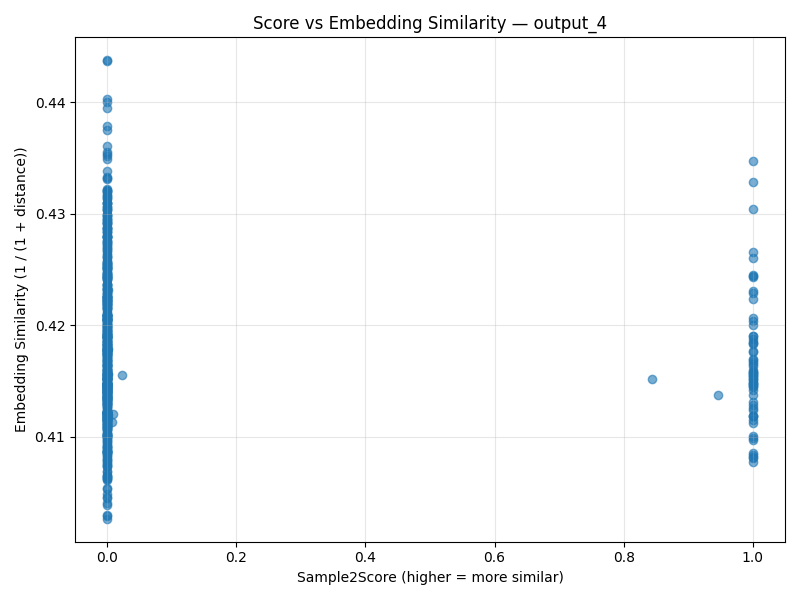 Score vs Embedding Similarity — output_4
Embedding Similarity (1 / (1 + distance))
0.44
0.43
0.42
0.41
0.0 0.2 0.4 0.6 0.8 1.0
Sample2Score (higher = more similar)